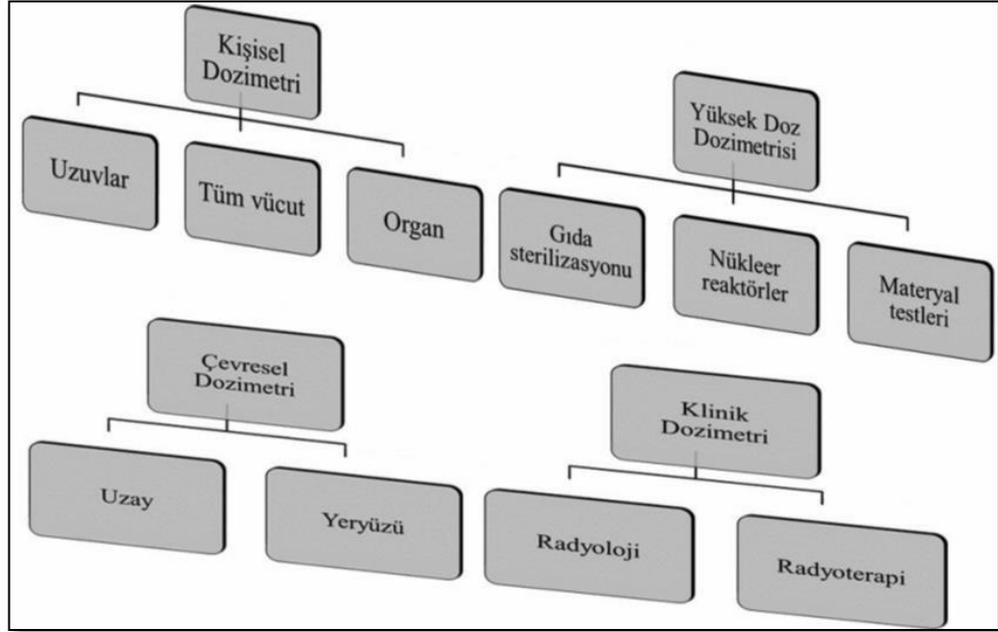 Kişisel
Dozimetri
Uzuvlar
Tüm vücut
Organ
Yüksek Doz
Dozimetrisi
Gıda
sterilizasyonu
Nükleer
reaktörler
Materyal
testleri
Çevresel
Dozimetri
Uzay
Yeryüzü
Klinik
Dozimetri
Radyoloji
Radyoterapi